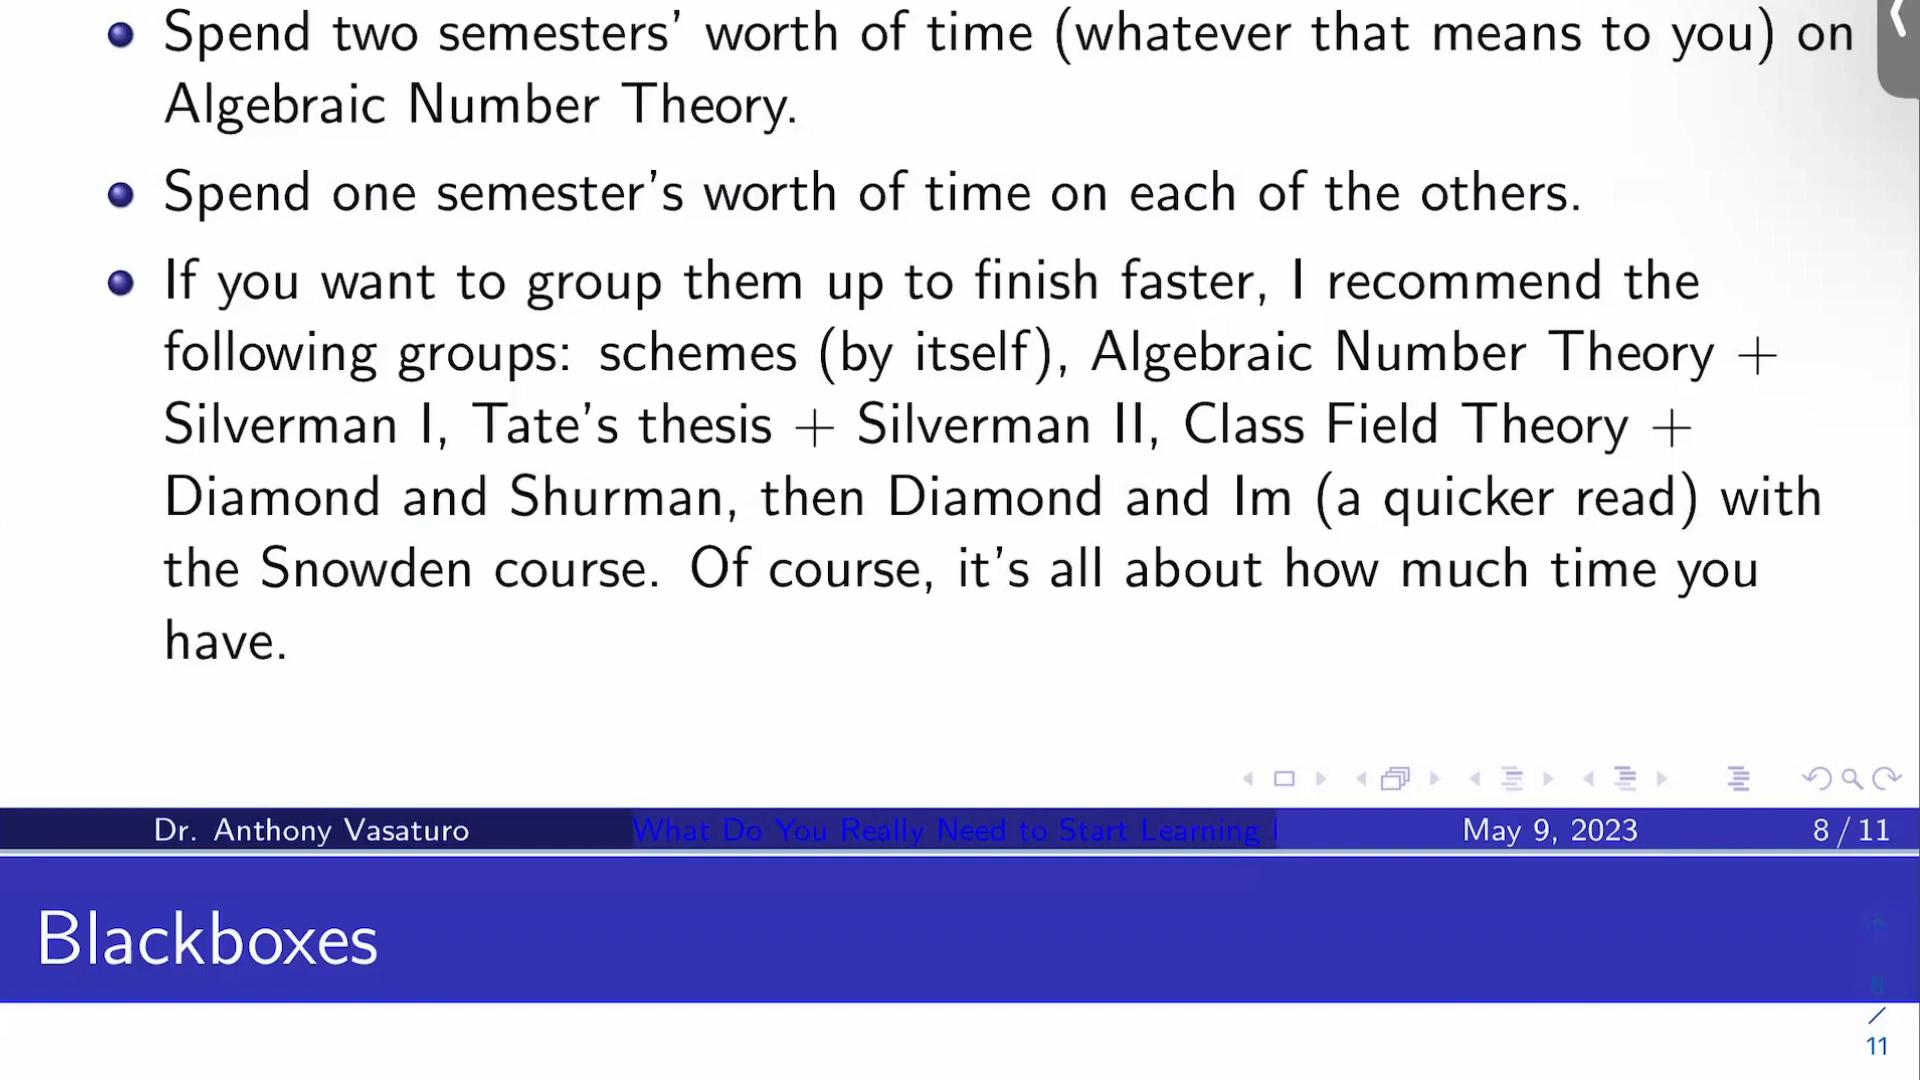 Spend two semesters' worth of time (whatever that means to you) on
Algebraic Number Theory.
Spend one semester's worth of time on each of the others.
If you want to group them up to finish faster, I recommend the
following groups: schemes (by itself), Algebraic Number Theory +
Silverman I, Tate's thesis + Silverman II, Class Field Theory +
Diamond and Shurman, then Diamond and Im (a quicker read) with
the Snowden course. Of course, it's all about how much time you
have.
Dr. Anthony Vasaturo What Do You Really Need to Start Learning May 9, 2023 8 / 11
Blackboxes
8
/
11